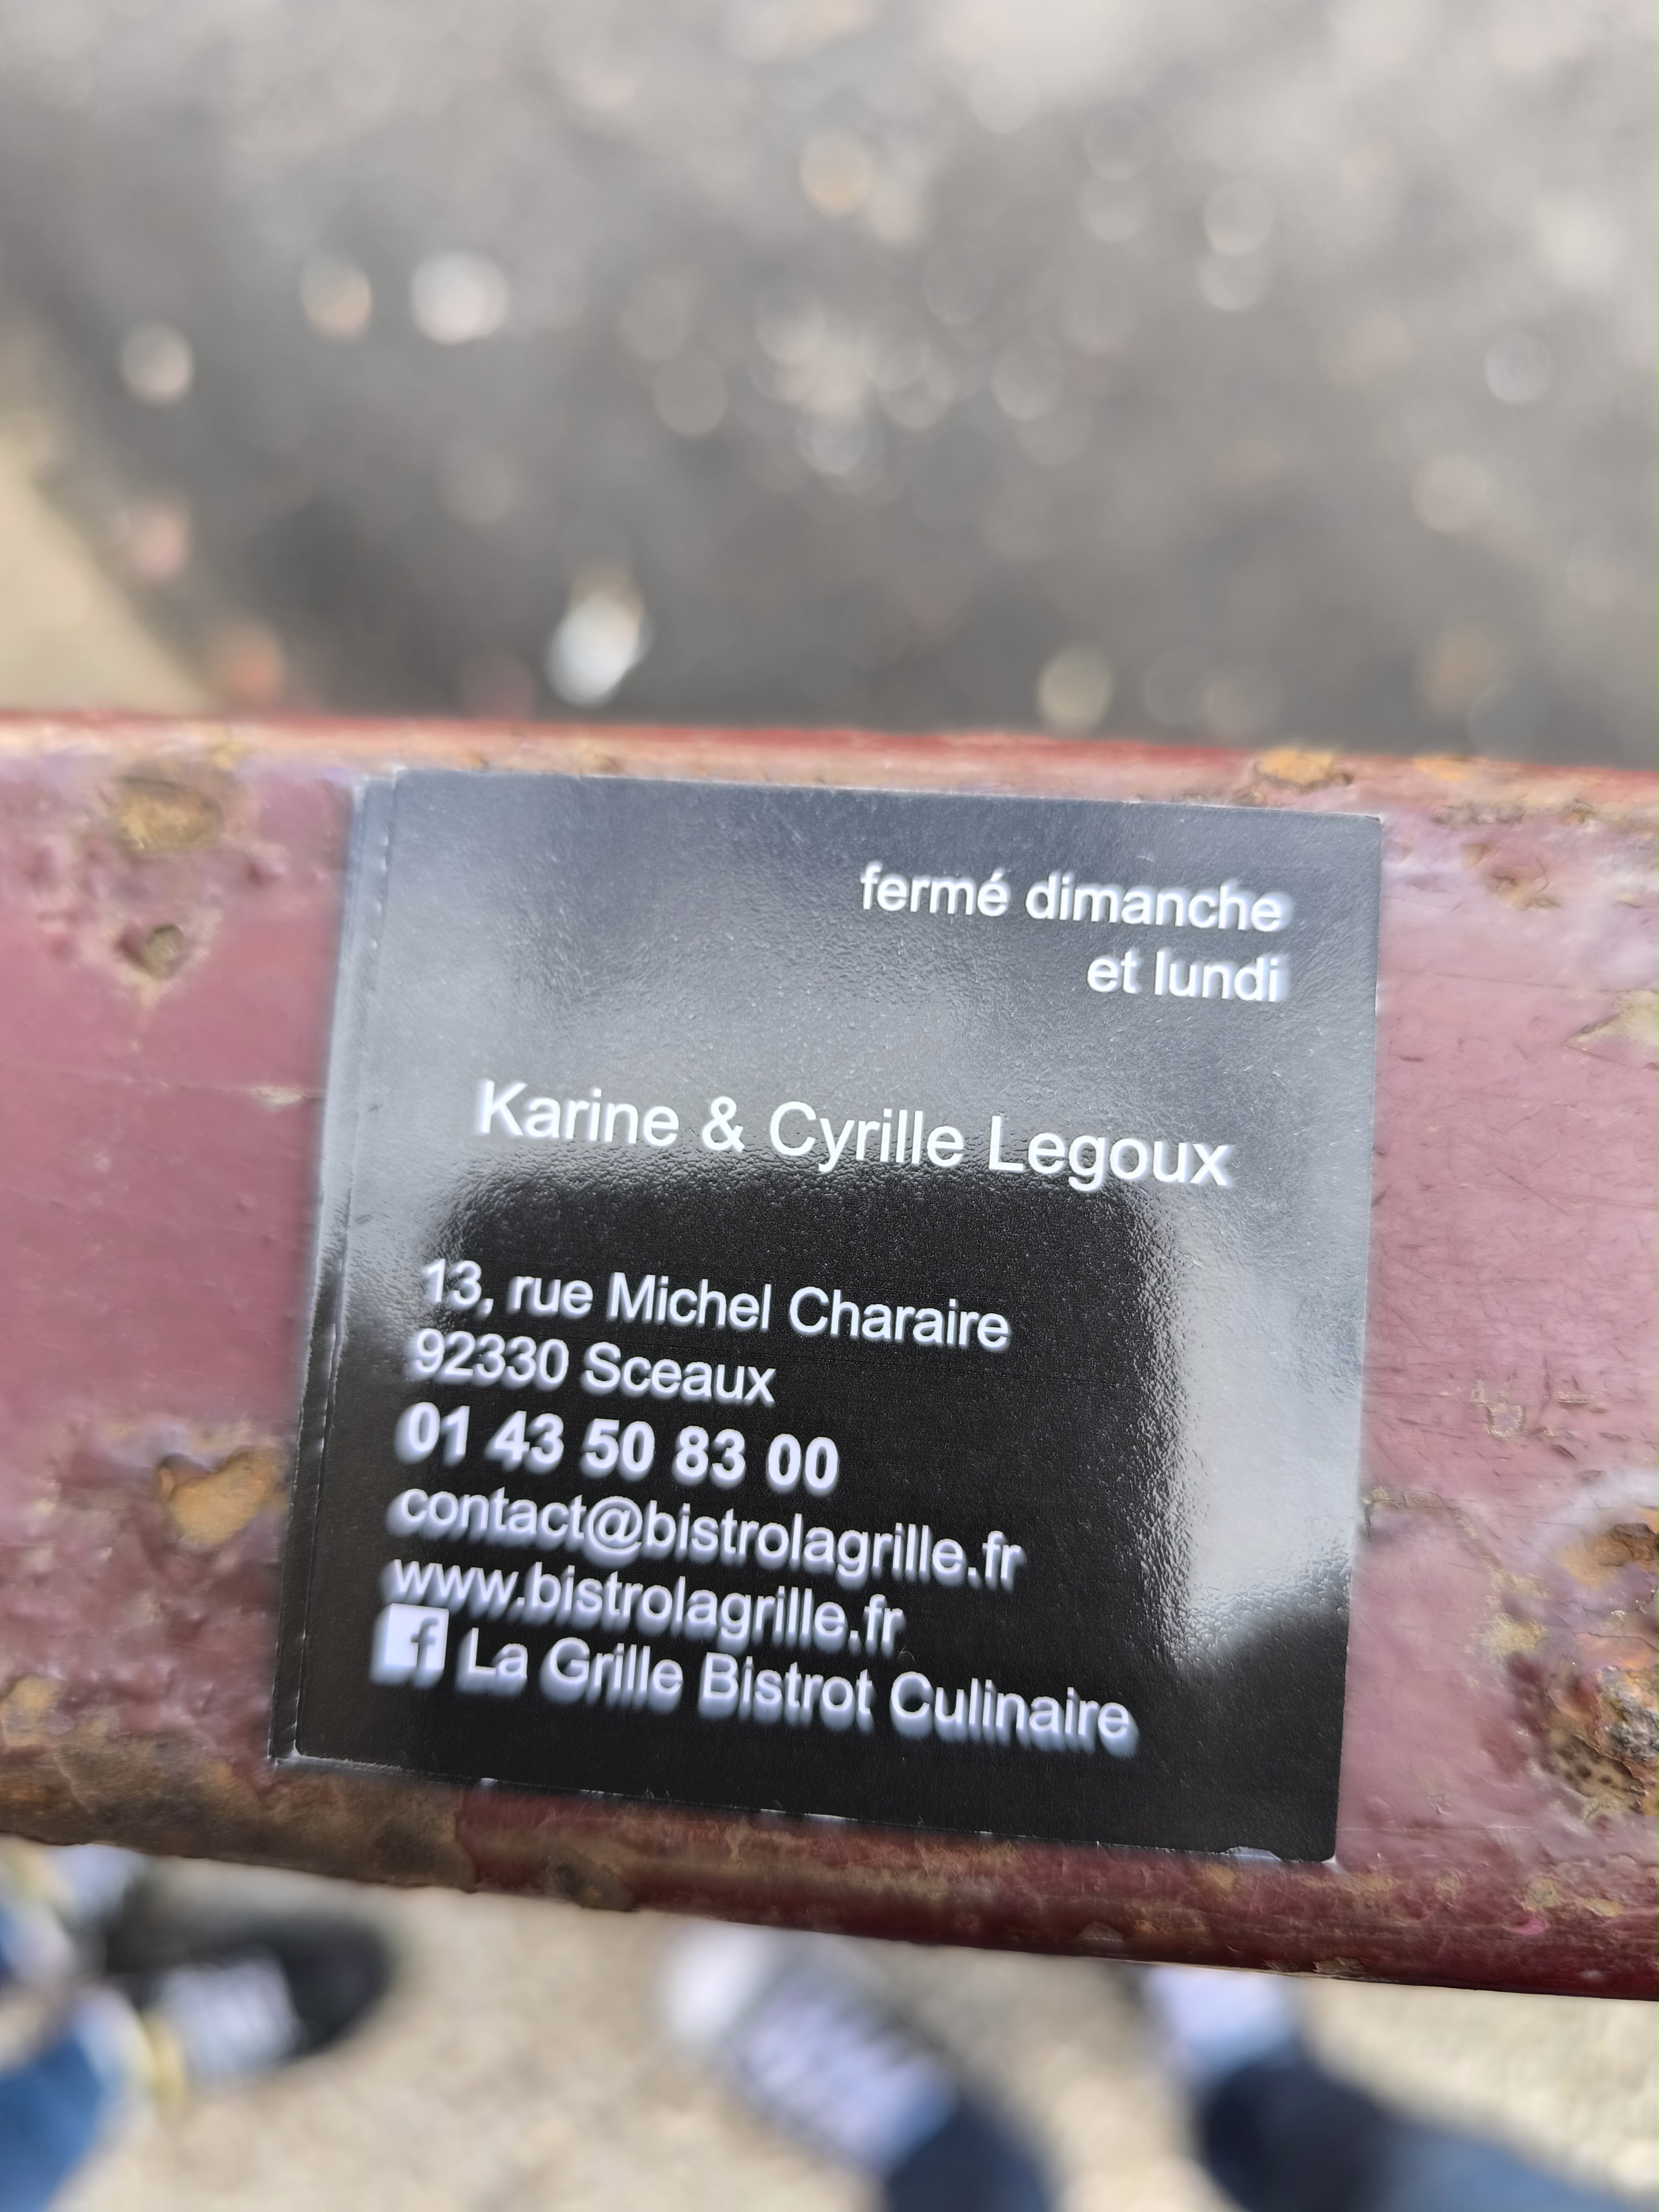 fermé dimanche
et lundi
Karine & Cyrille Legoux
13, rue Michel Charaire
92330 Sceaux
01 43 50 83 00
contact@bistrolagrille.fr
www.bistrolagrille.fr
f La Grille Bistrot Culinaire